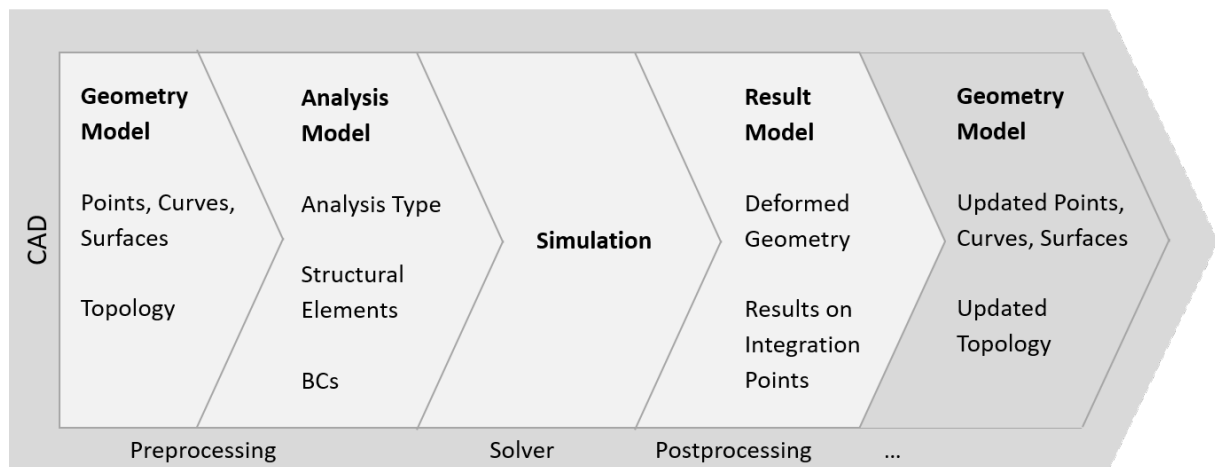 CAD
Geometry
Model
Points, Curves,
Surfaces
Topology
Analysis
Model
Analysis Type
Structural
Elements
BCs
Simulation
Result
Model
Deformed
Geometry
Results on
Integration
Points
Geometry
Model
Updated Points,
Curves, Surfaces
Updated
Topology
Preprocessing
Solver
Postprocessing
...